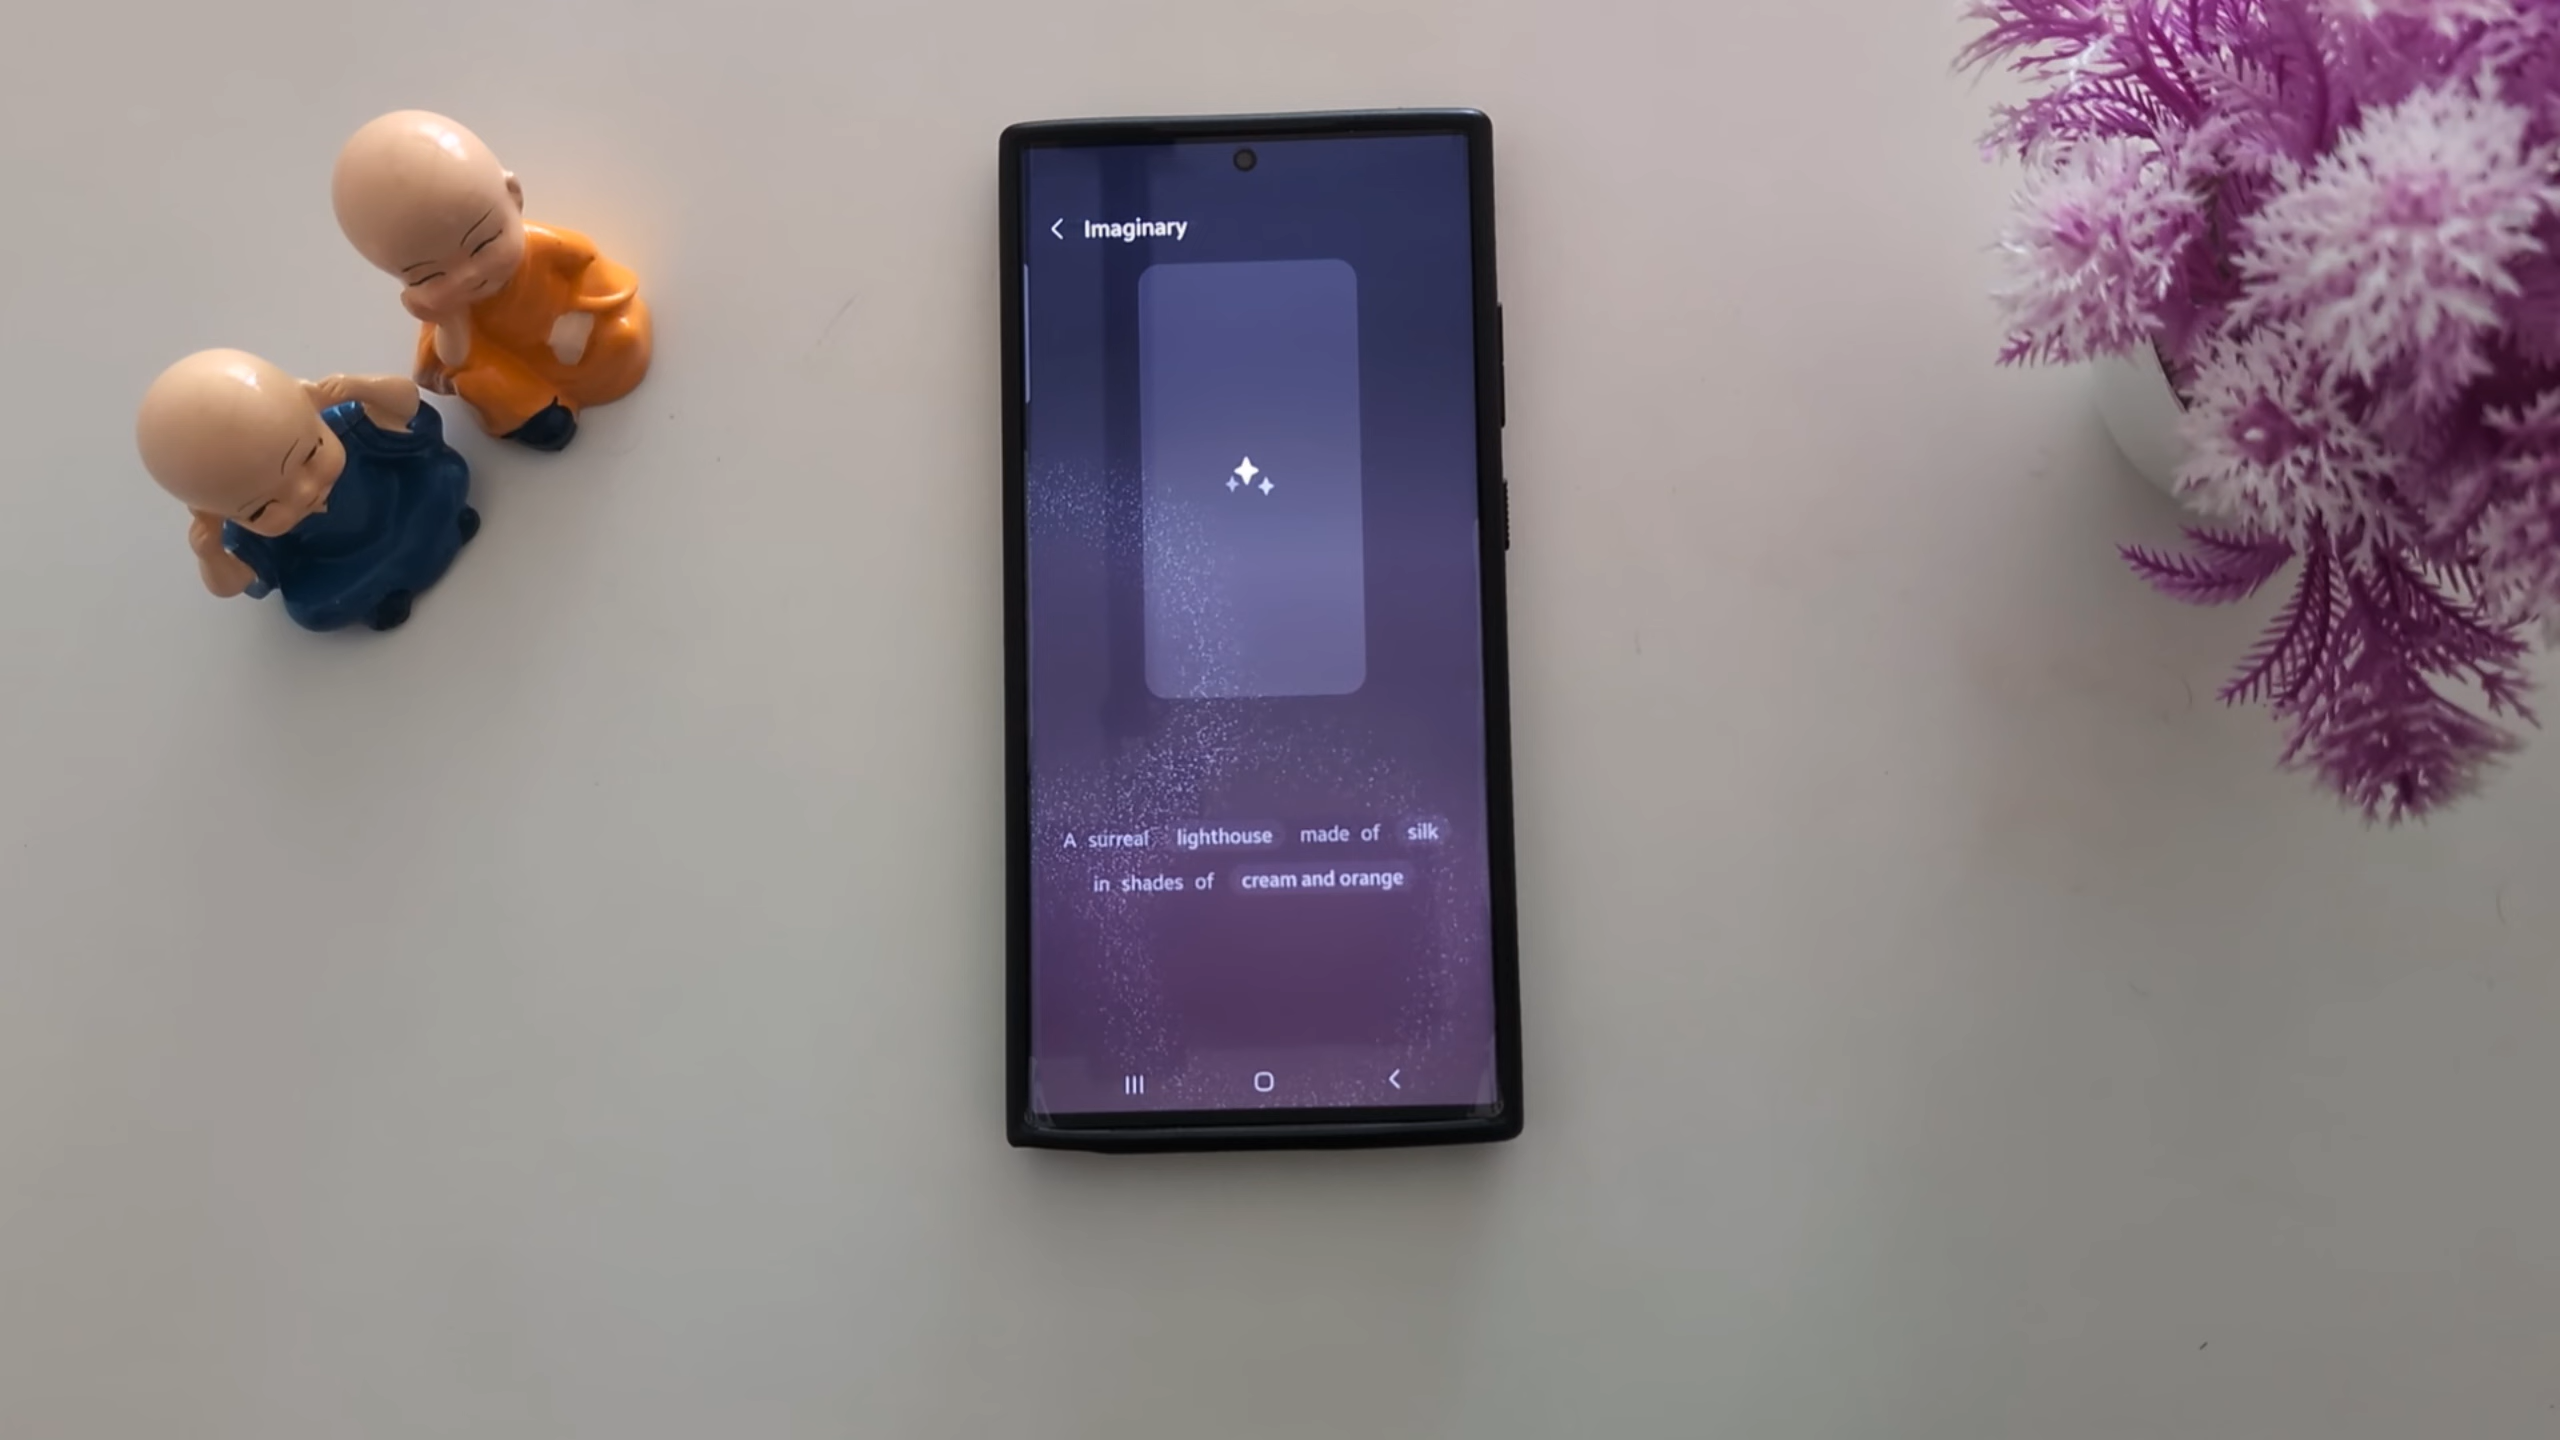 Imaginary
A surreal lighthouse made of silk
in shades of cream and orange